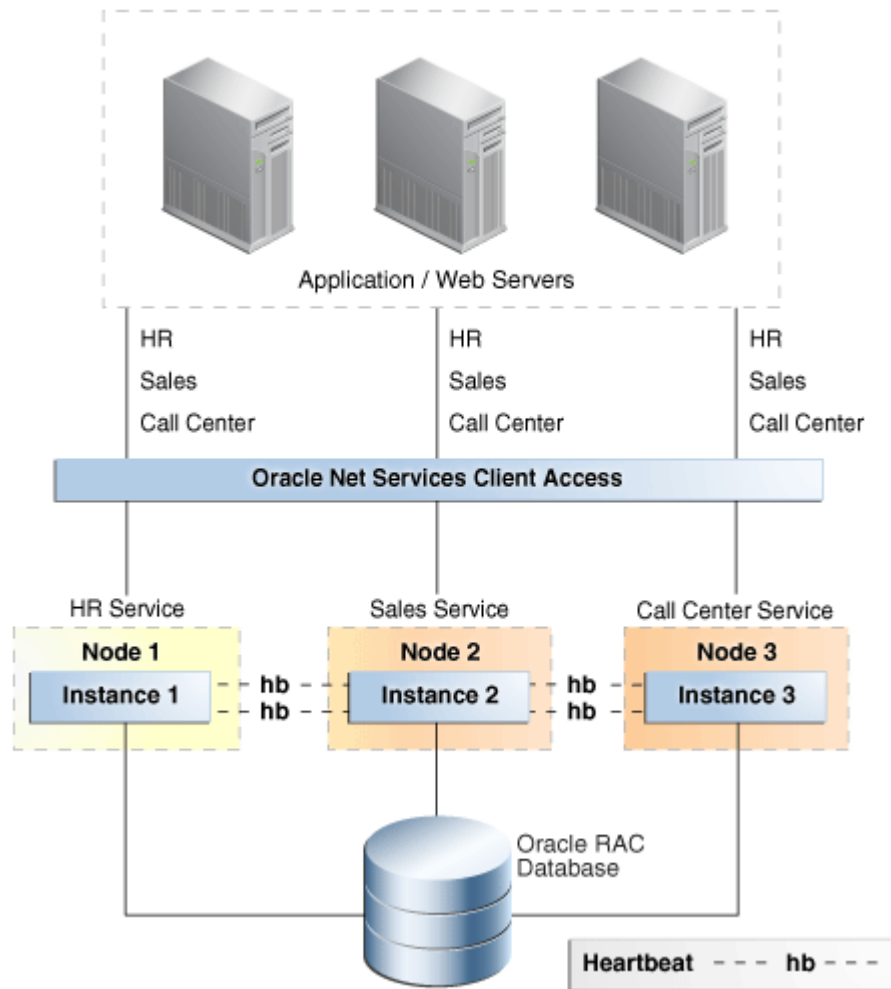 Application / Web Servers
HR
Sales
Call Center
HR
Sales
Call Center
HR
Sales
Call Center
Oracle Net Services Client Access
HR Service
Sales Service
Call Center Service
Node 1
Node 2
Node 3
Instance 1
hb
hb
Instance 2
hb
hb
Instance 3
Oracle RAC
Database
Heartbeat - - - hb - - -